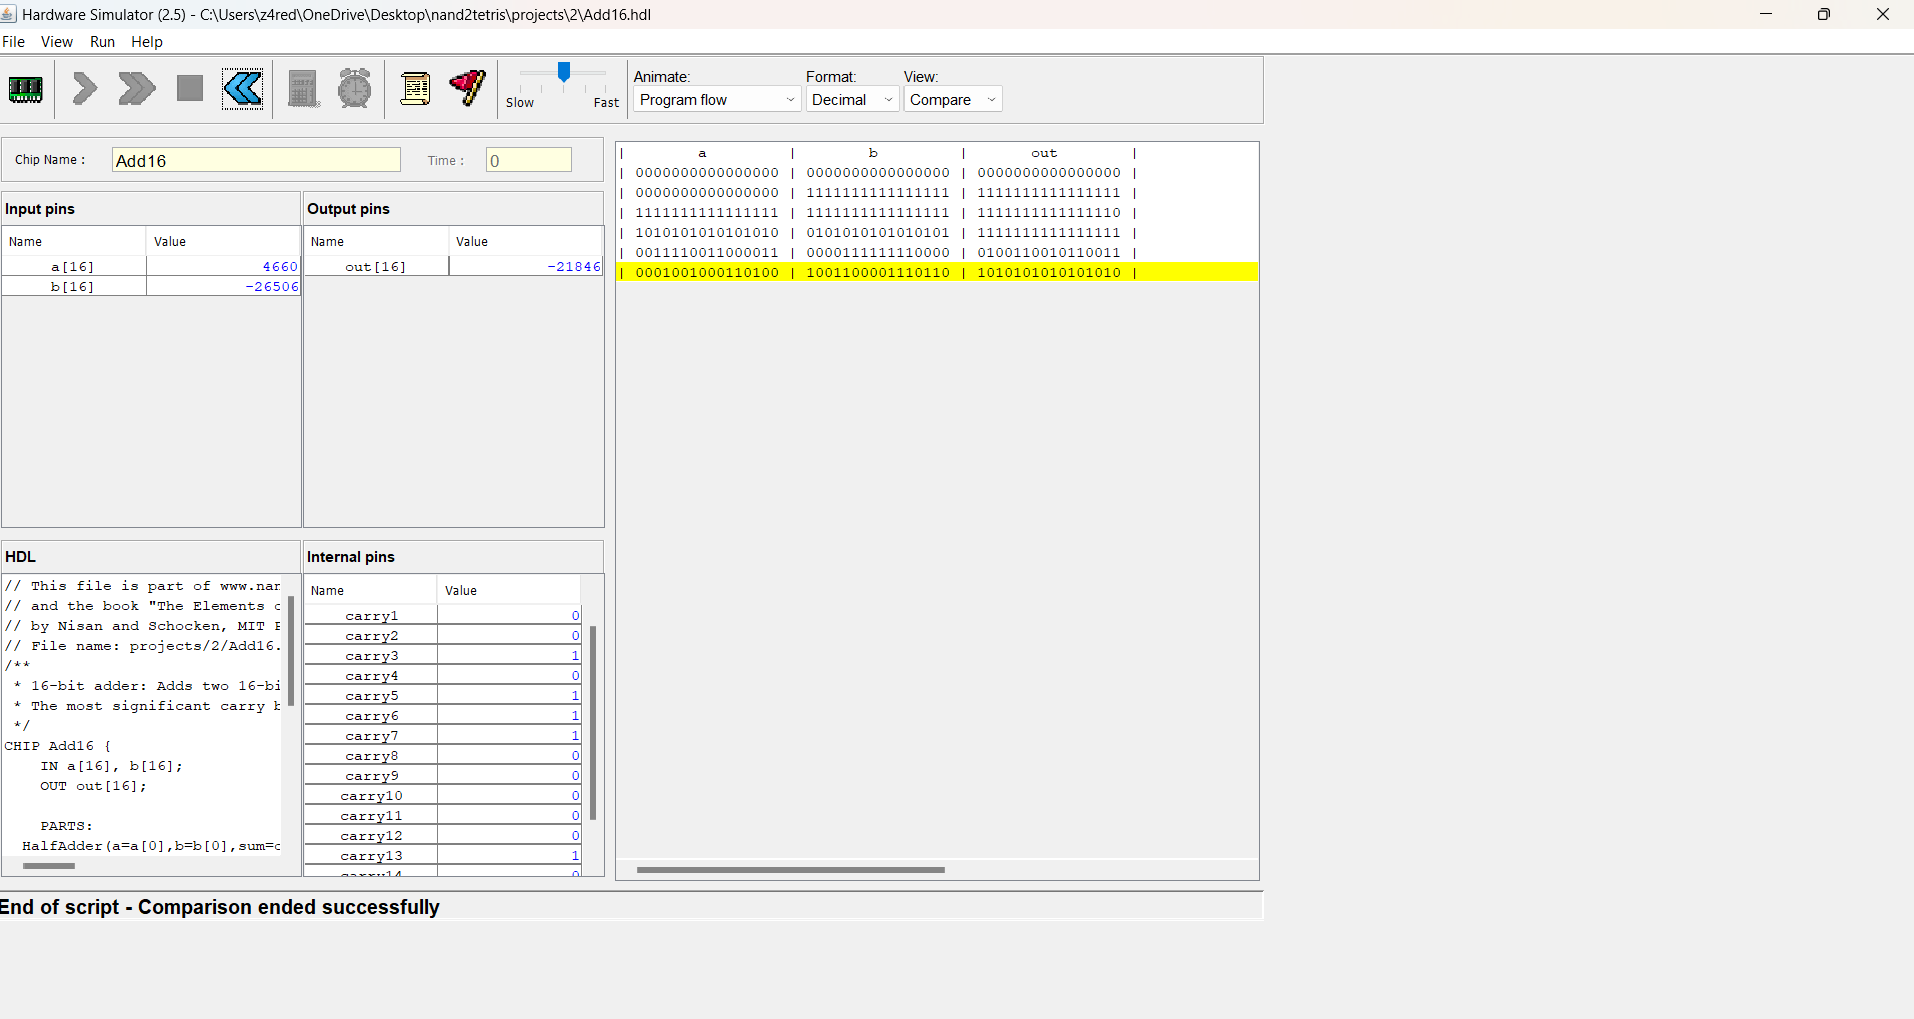 Hardware Simulator (2.5) - C:\Users\z4red\OneDrive\Desktop\nand2tetris\projects\2\Add16.hdl
File View Run Help
Animate: Format: View:
Slow Fast Program flow Decimal Compare
Chip Name : Add16 Time : 0
Input pins
Name Value
a[16] 4660
b[16] -26506
Output pins
Name Value
out[16] -21846
HDL
// This file is part of www.nan
// and the book "The Elements
// by Nisan and Schocken, MIT
// File name: projects/2/Add16.
/**
* 16-bit adder: Adds two 16-bi
* The most significant carry
*/
CHIP Add16 {
IN a[16], b[16];
OUT out[16];
PARTS:
HalfAdder(a=a[0],b=b[0],sum=
Internal pins
Name Value
carry1 0
carry2 0
carry3 1
carry4 0
carry5 1
carry6 1
carry7 1
carry8 0
carry9 0
carry10 0
carry11 0
carry12 0
carry13 1
carry14 0
| a | b | out |
| 0000000000000000 | 0000000000000000 | 0000000000000000 |
| 0000000000000000 | 1111111111111111 | 1111111111111111 |
| 1111111111111111 | 1111111111111111 | 1111111111111110 |
| 1010101010101010 | 0101010101010101 | 1111111111111111 |
| 0011110011000011 | 0000111111110000 | 0100110010110011 |
| 0001001000110100 | 1001100001110110 | 1010101010101010 |
End of script - Comparison ended successfully